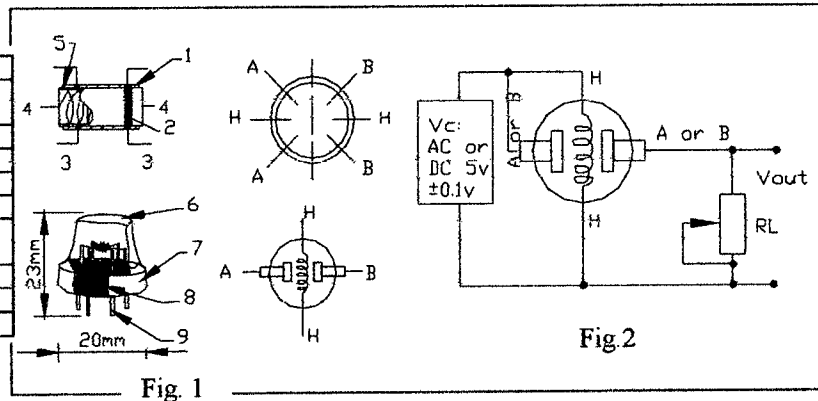 5
1
4
4
2
3
3
A
B
H
H
A
B
6
23mm
7
8
9
20mm
H
A
B
H
Fig. 1
H
Vc:
AC or
DC 5v
±0.1v
A or B
A or B
Vout
H
RL
Fig.2